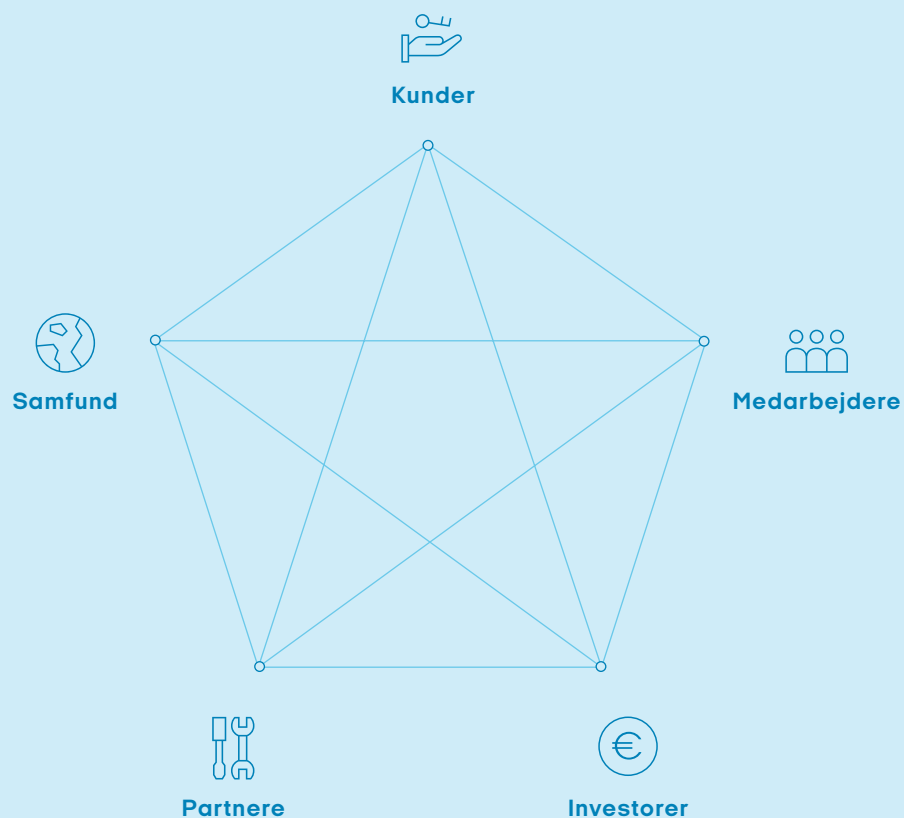 Kunder
Samfund
Medarbejdere
Partnere
Investorer